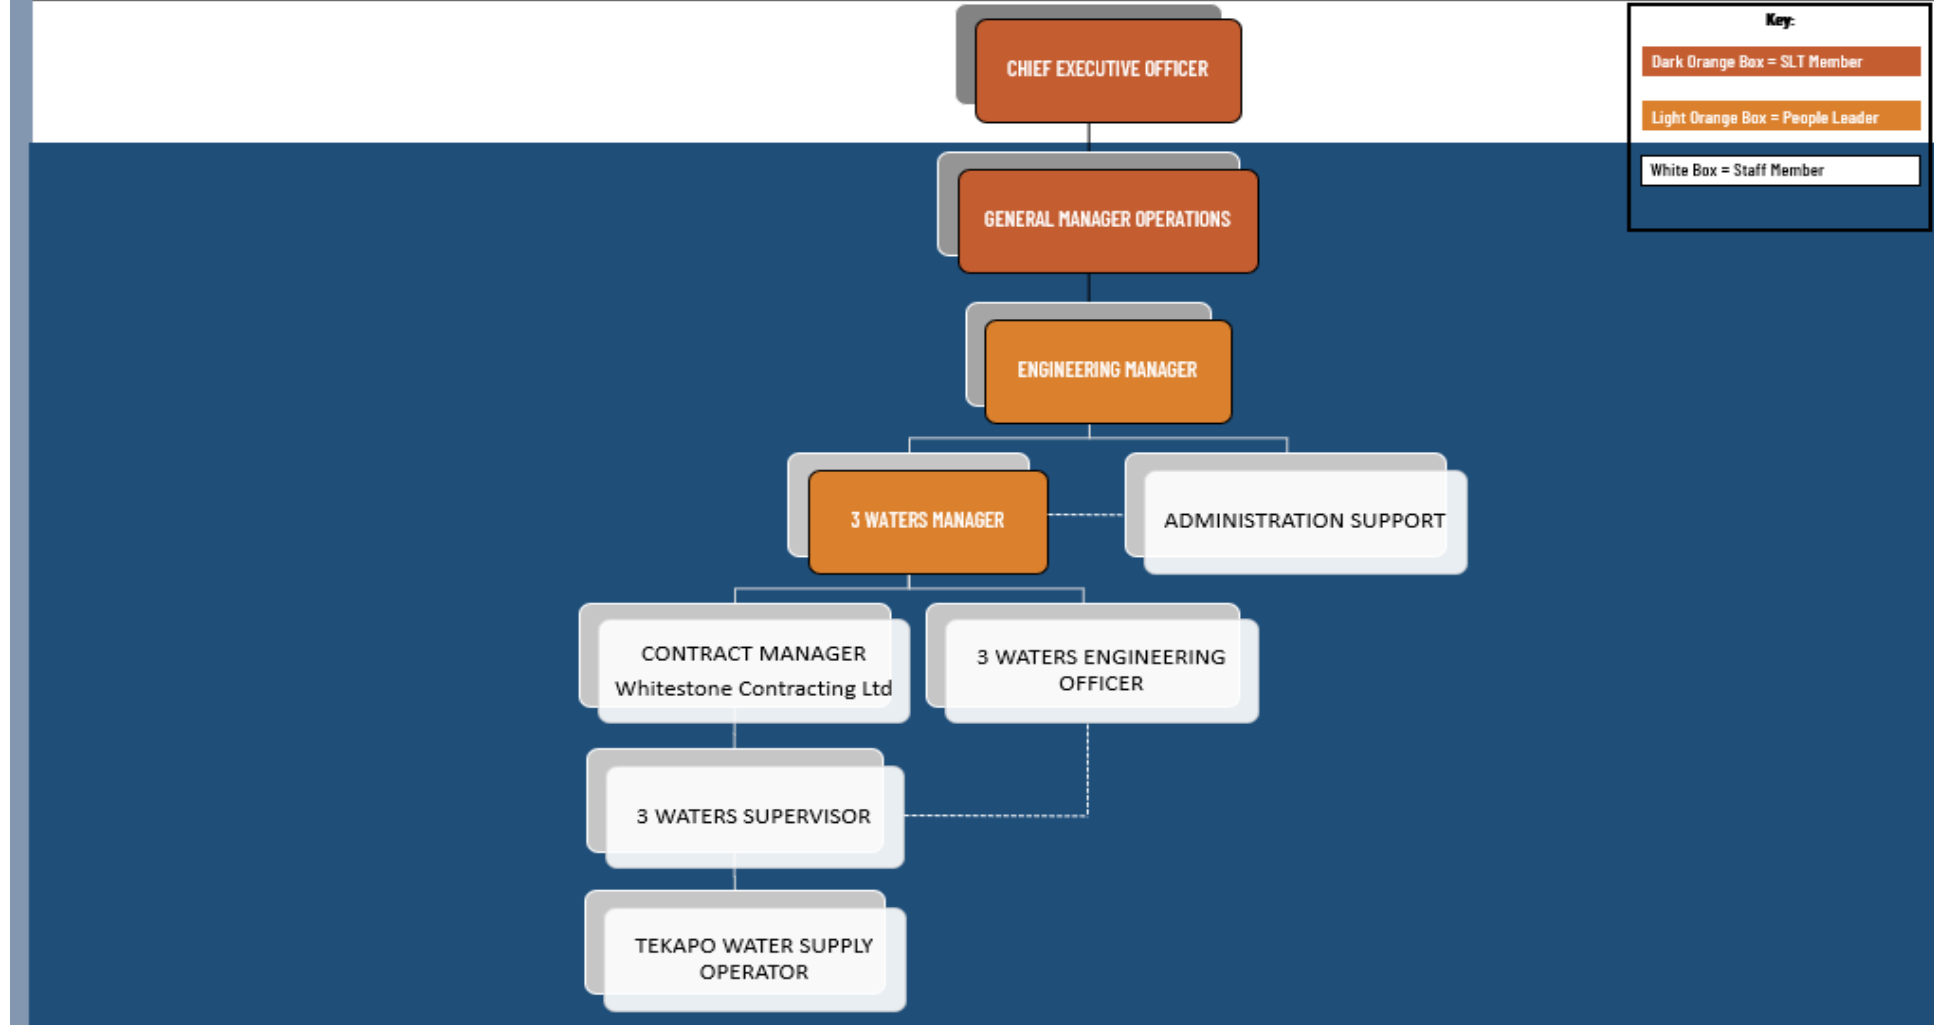 Key:
CHIEF EXECUTIVE OFFICER
Dark Orange Box = SLT Member
Light Orange Box = People Leader
White Box = Staff Member
GENERAL MANAGER OPERATIONS
ENGINEERING MANAGER
3 WATERS MANAGER
ADMINISTRATION SUPPORT
CONTRACT MANAGER
Whitestone Contracting Ltd
3 WATERS ENGINEERING
OFFICER
3 WATERS SUPERVISOR
TEKAPO WATER SUPPLY
OPERATOR